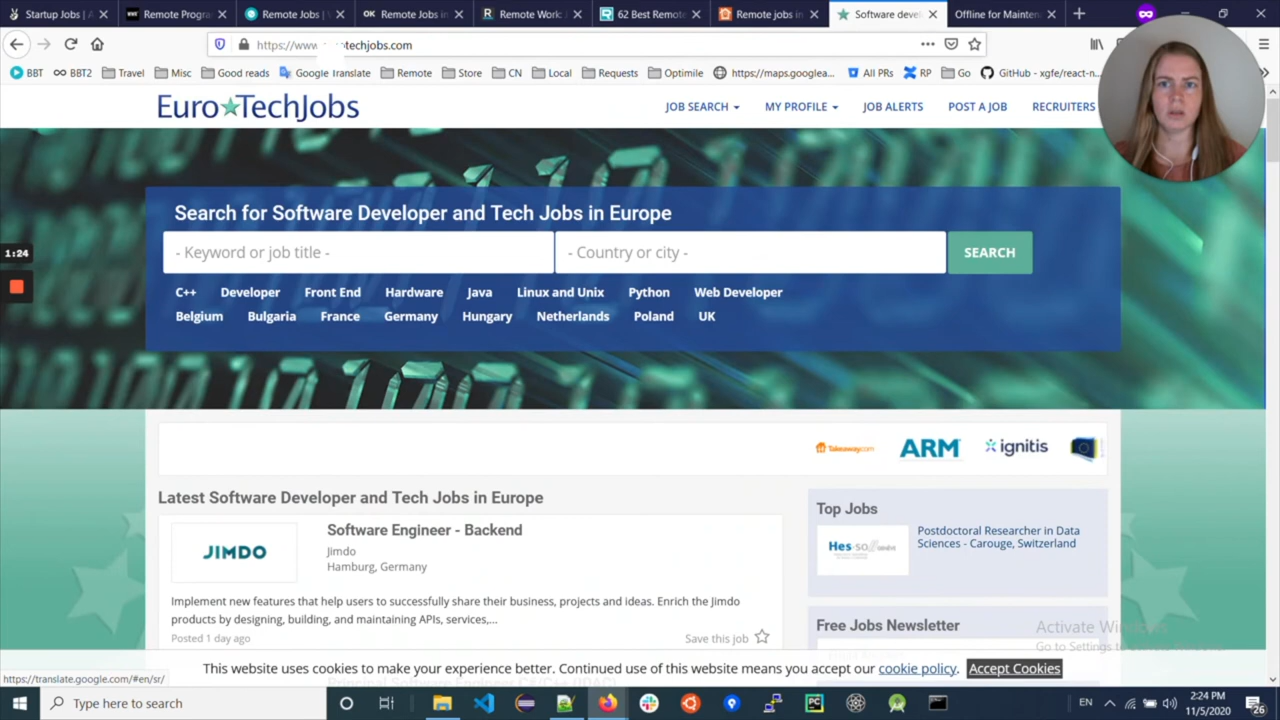 Startup Jobs | A
Remote Progra
Remote Jobs | V
OK Remote Jobs in
Remote Work: A
62 Best Remote
Remote jobs in
Software devel
Offline for Mainten
techjobs.com
BBT
BBT2
Travel
Misc
Good reads
Google Translate
Remote
Store
CN
Local
Requests
Optimile
https://maps.googlea...
All PRs
RP
Go
GitHub - xgfe/react-n...
EuroTechJobs
JOB SEARCH
MY PROFILE
JOB ALERTS
POST A JOB
RECRUITERS
Search for Software Developer and Tech Jobs in Europe
- Keyword or job title -
- Country or city -
SEARCH
1:24
C++ Developer Front End Hardware Java Linux and Unix Python Web Developer
Belgium Bulgaria France Germany Hungary Netherlands Poland UK
Takeaway.com
ARM
ignitis
Latest Software Developer and Tech Jobs in Europe
JIMDO
Software Engineer - Backend
Jimdo
Hamburg, Germany
Implement new features that help users to successfully share their business, projects and ideas. Enrich the Jimdo
products by designing, building, and maintaining APIs, services,...
Posted 1 day ago
Save this job
Top Jobs
Postdoctoral Researcher in Data
Sciences - Carouge, Switzerland
Free Jobs Newsletter
This website uses cookies to make your experience better. Continued use of this website means you accept our cookie policy. Accept Cookies
https://translate.google.com/#en/sr/
Type here to search
EN
2:24 PM
11/5/2020
26